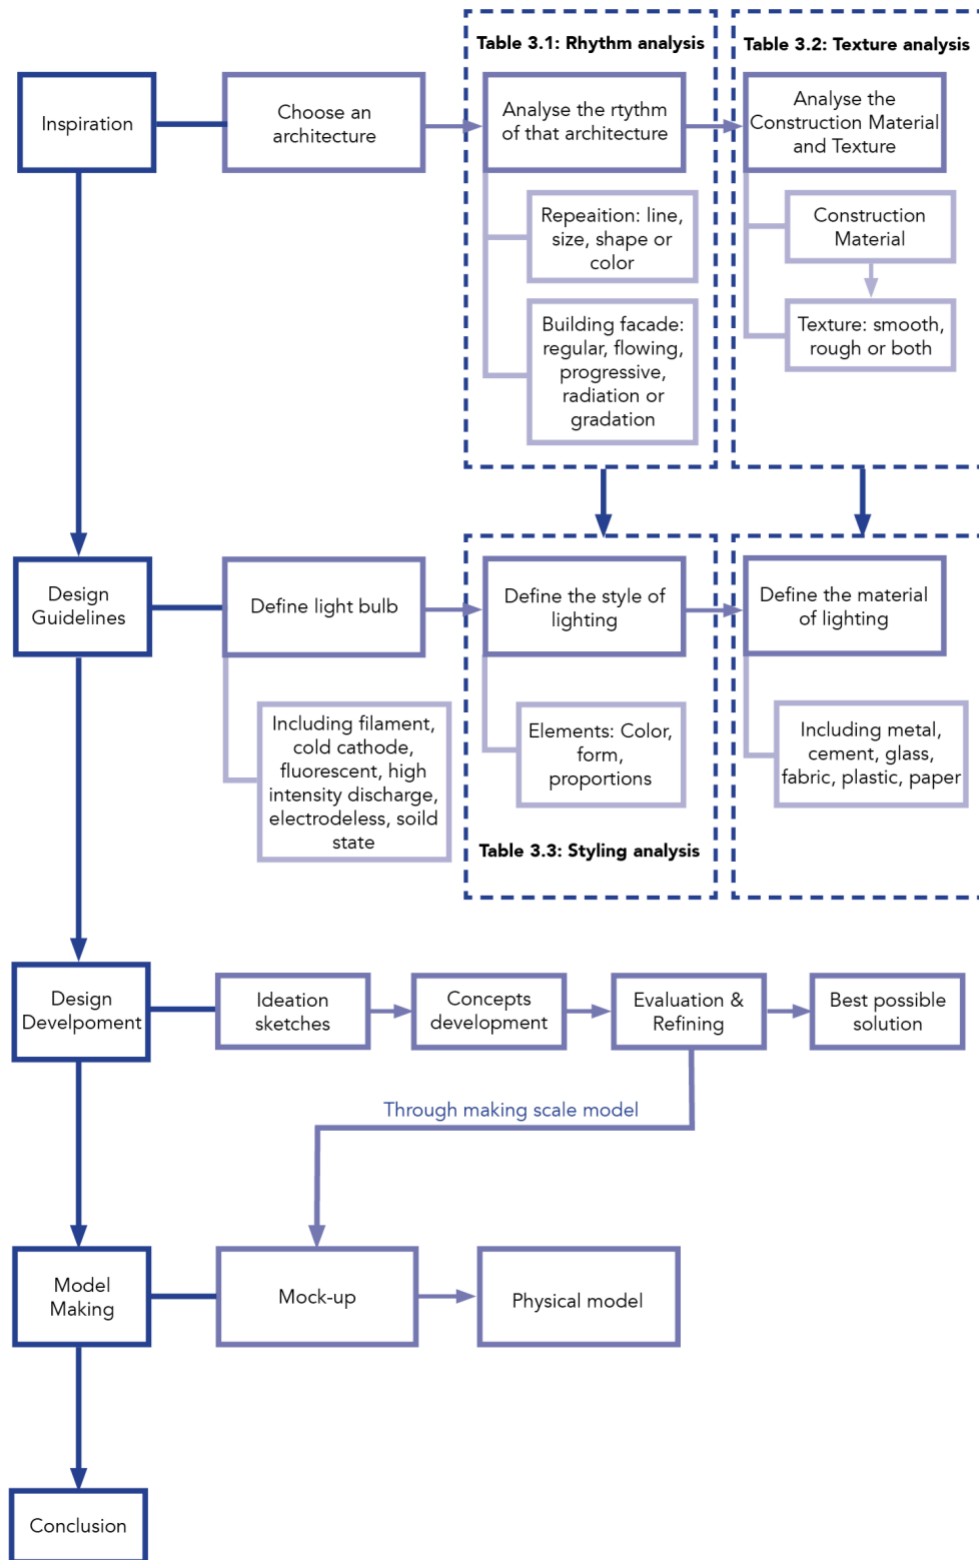 Table 3.1: Rhythm analysis
Table 3.2: Texture analysis
Inspiration
Choose an
architecture
Analyse the rtythm
of that architecture
Analyse the
Construction Material
and Texture
Repeaition: line,
size, shape or
color
Construction
Material
Building facade:
regular, flowing,
progressive,
radiation or
gradation
Texture: smooth,
rough or both
Design
Guidelines
Define light bulb
Define the style of
lighting
Define the material
of lighting
Including filament,
cold cathode,
fluorescent, high
intensity discharge,
electrodeless, soild
state
Elements: Color,
form,
proportions
Including metal,
cement, glass,
fabric, plastic, paper
Table 3.3: Styling analysis
Design
Develpoment
Ideation
sketches
Concepts
development
Evaluation &
Refining
Best possible
solution
Through making scale model
Model
Making
Mock-up
Physical model
Conclusion